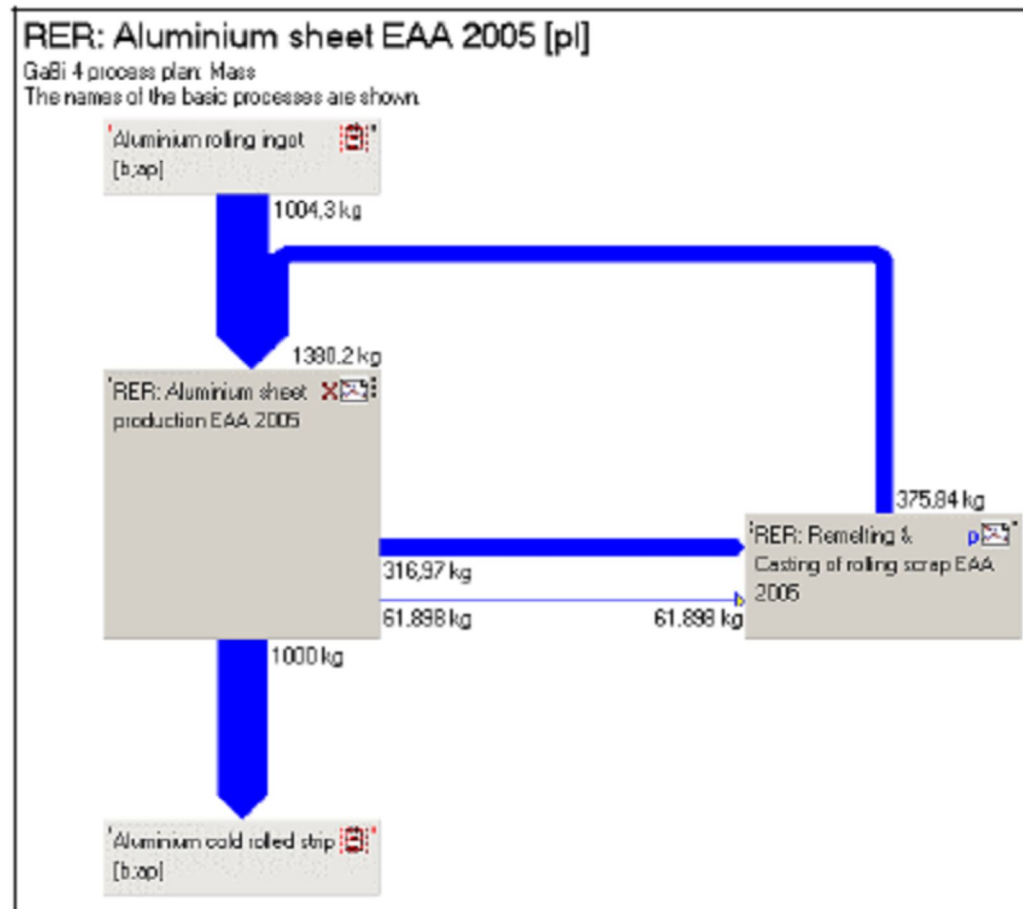 RER: Aluminium sheet EAA 2005 [pl]
GaBi 4 process plan: Mass
The names of the basic processes are shown.
Aluminium rolling ingot
[b;ap]
1004,3 kg
1380.2 kg
RER: Aluminium sheet
production EAA 2005
375.84 kg
RER: Remelting &
p
Casting of rolling scrap EAA
2005
316,97 kg
61.898 kg
61.898 kg
1000 kg
Aluminium cold rolled strip
[b;ap]